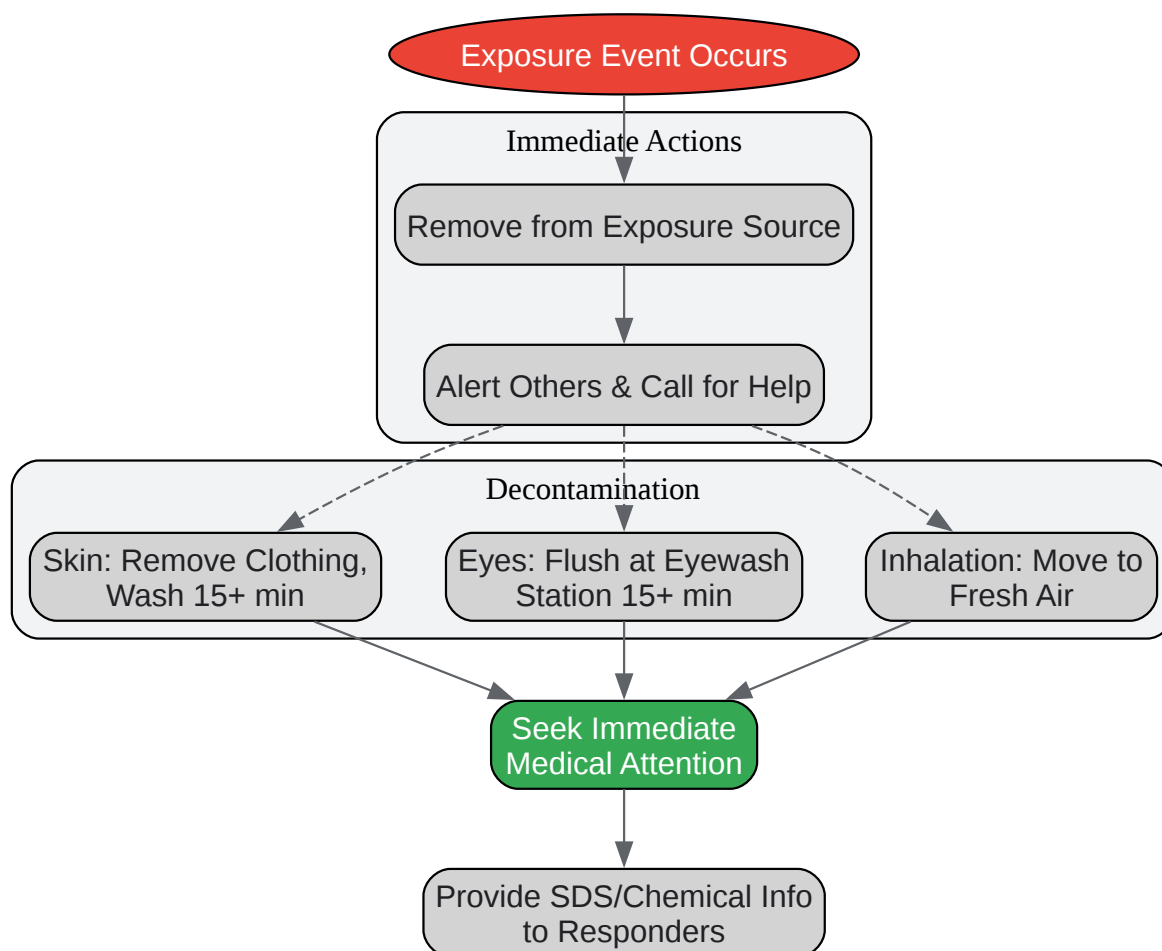 Exposure Event Occurs
Immediate Actions
Remove from Exposure Source
Alert Others & Call for Help
Decontamination
Skin: Remove Clothing,
Wash 15+ min
Eyes: Flush at Eyewash
Station 15+ min
Inhalation: Move to
Fresh Air
Seek Immediate
Medical Attention
Provide SDS/Chemical Info
to Responders